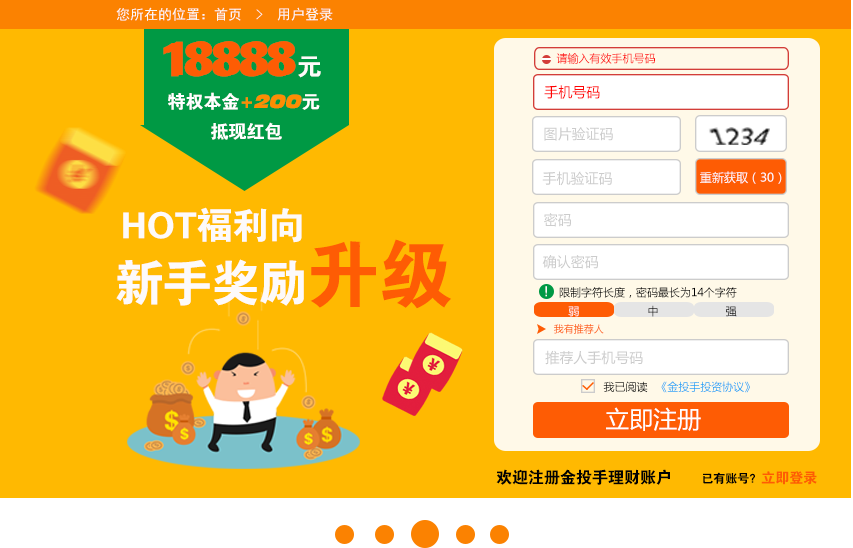 您所在的位置：首页 > 用户登录
18888元
特权本金+200元
抵现红包
HOT福利向
新手奖励升级
请输入有效手机号码
手机号码
图片验证码
1234
手机验证码
重新获取（30）
密码
确认密码
! 限制字符长度，密码最长为14个字符
弱 中 强
我有推荐人
推荐人手机号码
我已阅读 《金投手投资协议》
立即注册
欢迎注册金投手理财账户 已有账号? 立即登录
¥
¥
¥
$
$
$
$